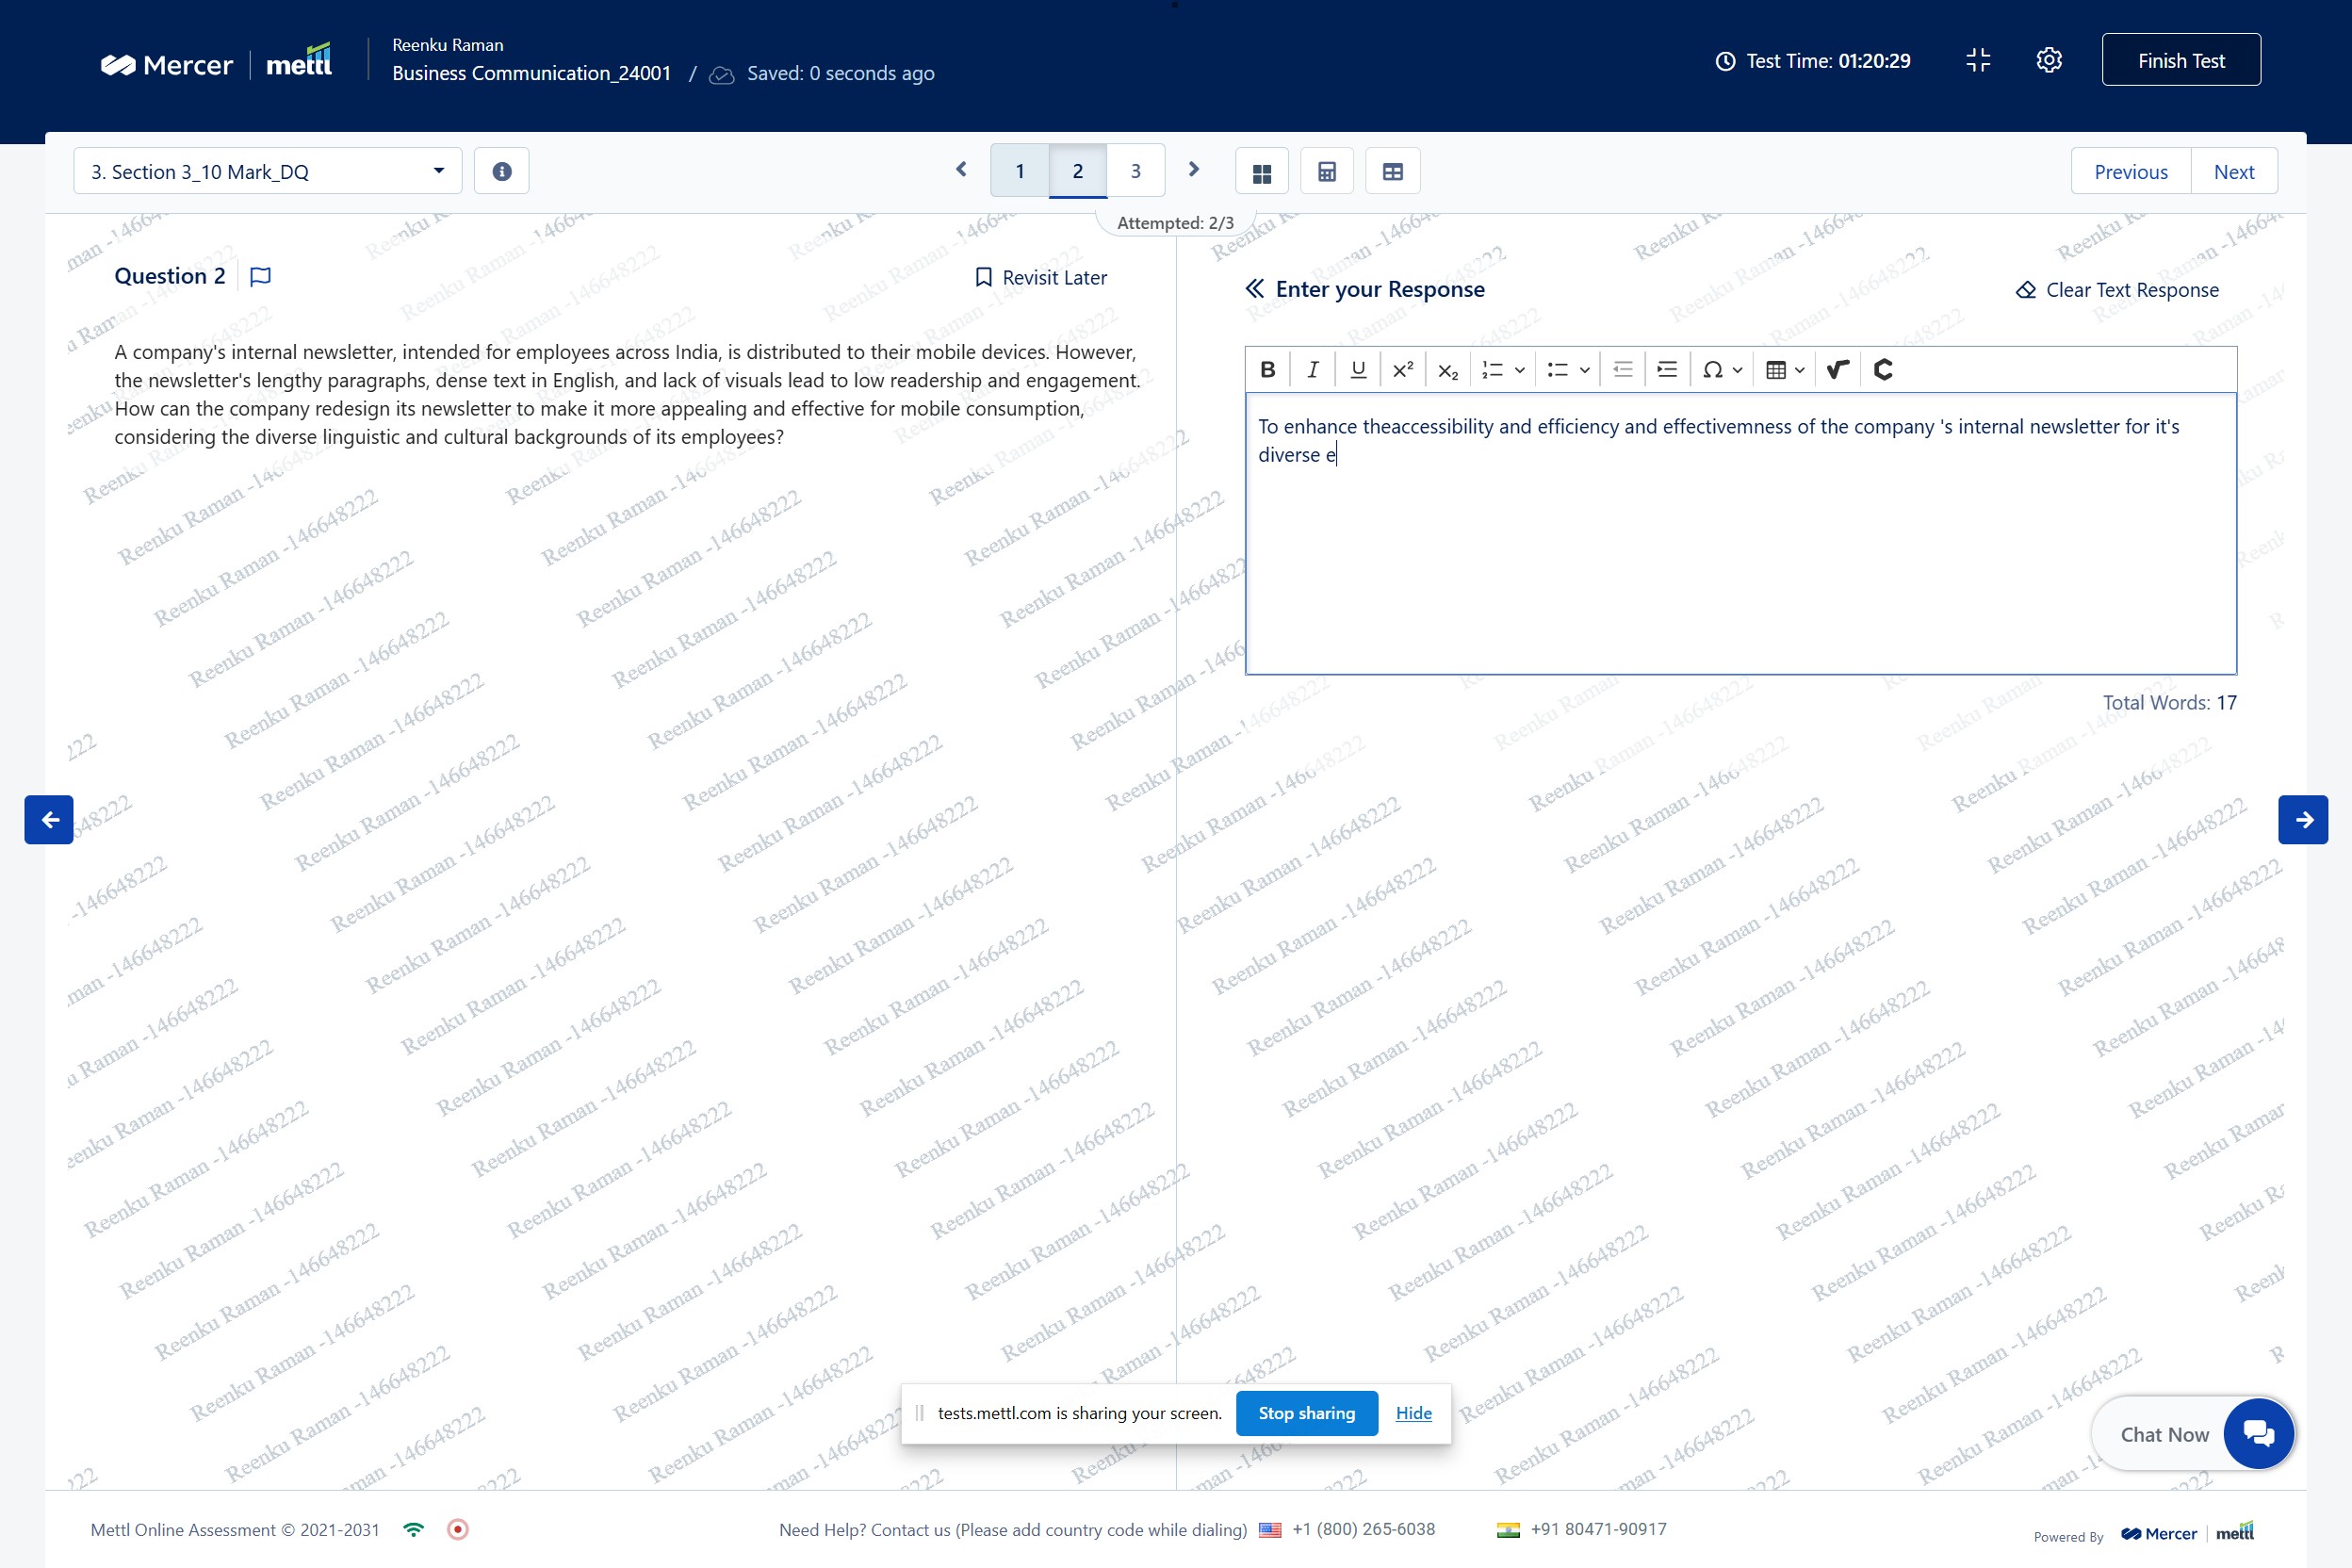 Mercer | mettl
Reenku Raman
Business Communication_24001 / Saved: 0 seconds ago
Test Time: 01:20:29
Finish Test
3. Section 3_10 Mark_DQ
1 2 3
Previous Next
Attempted: 2/3
Question 2
Revisit Later
A company's internal newsletter, intended for employees across India, is distributed to their mobile devices. However,
the newsletter's lengthy paragraphs, dense text in English, and lack of visuals lead to low readership and engagement.
How can the company redesign its newsletter to make it more appealing and effective for mobile consumption,
considering the diverse linguistic and cultural backgrounds of its employees?
Enter your Response
Clear Text Response
To enhance theaccessibility and efficiency and effectivemness of the company 's internal newsletter for it's
diverse e
Total Words: 17
Reenku Raman -146648222
tests.mettl.com is sharing your screen. Stop sharing Hide
Chat Now
Mettl Online Assessment © 2021-2031
Need Help? Contact us (Please add country code while dialing) +1 (800) 265-6038 +91 80471-90917
Powered By Mercer | mettl